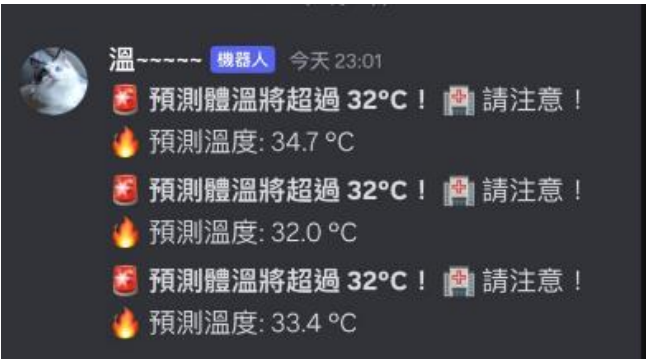 溫~~~~~ 機器人 今天 23:01
🚨 預測體溫將超過 32°C！ 🏥 請注意！
🔥 預測溫度: 34.7 °C
🚨 預測體溫將超過 32°C！ 🏥 請注意！
🔥 預測溫度: 32.0 °C
🚨 預測體溫將超過 32°C！ 🏥 請注意！
🔥 預測溫度: 33.4 °C